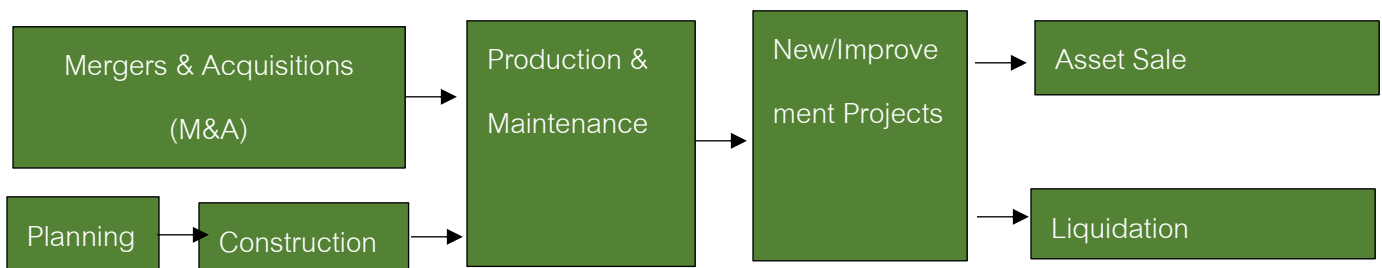 Mergers & Acquisitions
(M&A)
Planning
Construction
Production &
Maintenance
New/Improve
ment Projects
Asset Sale
Liquidation